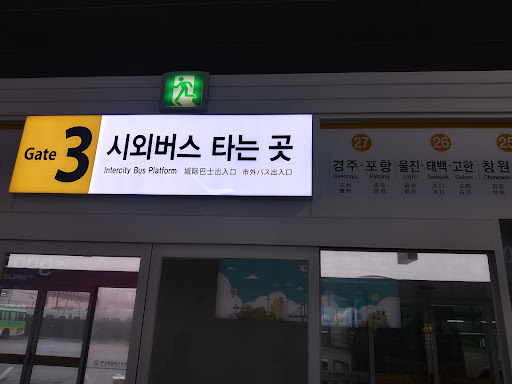 Gate 3
시외버스 타는 곳
Intercity Bus Platform 城际巴士出入口 市外バス出入口
27 26 25
경주·포항 울진·태백·고한 창원
Gyeongju Pohang Uljin Taebaek Gohan Changwon